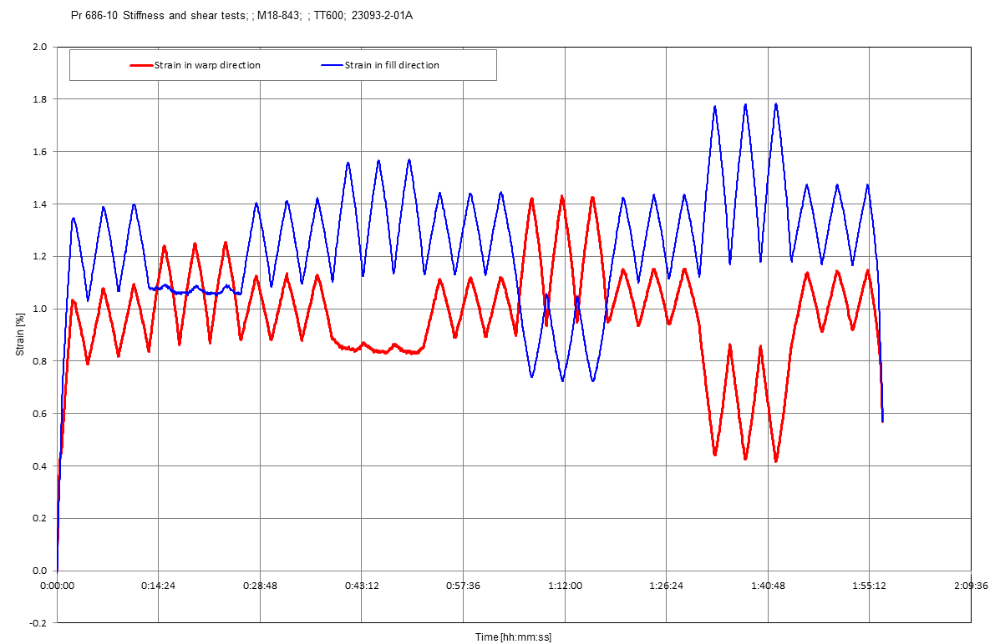 Pr 686-10 Stiffness and shear tests; ; M18-843; ; TT600; 23093-2-01A
2.0
Strain in warp direction Strain in fill direction
1.8
1.6
1.4
1.2
1.0
Strain [%]
0.8
0.6
0.4
0.2
0.0
0:00:00 0:14:24 0:28:48 0:43:12 0:57:36 1:12:00 1:26:24 1:40:48 1:55:12 2:09:36
-0.2
Time [hh:mm:ss]